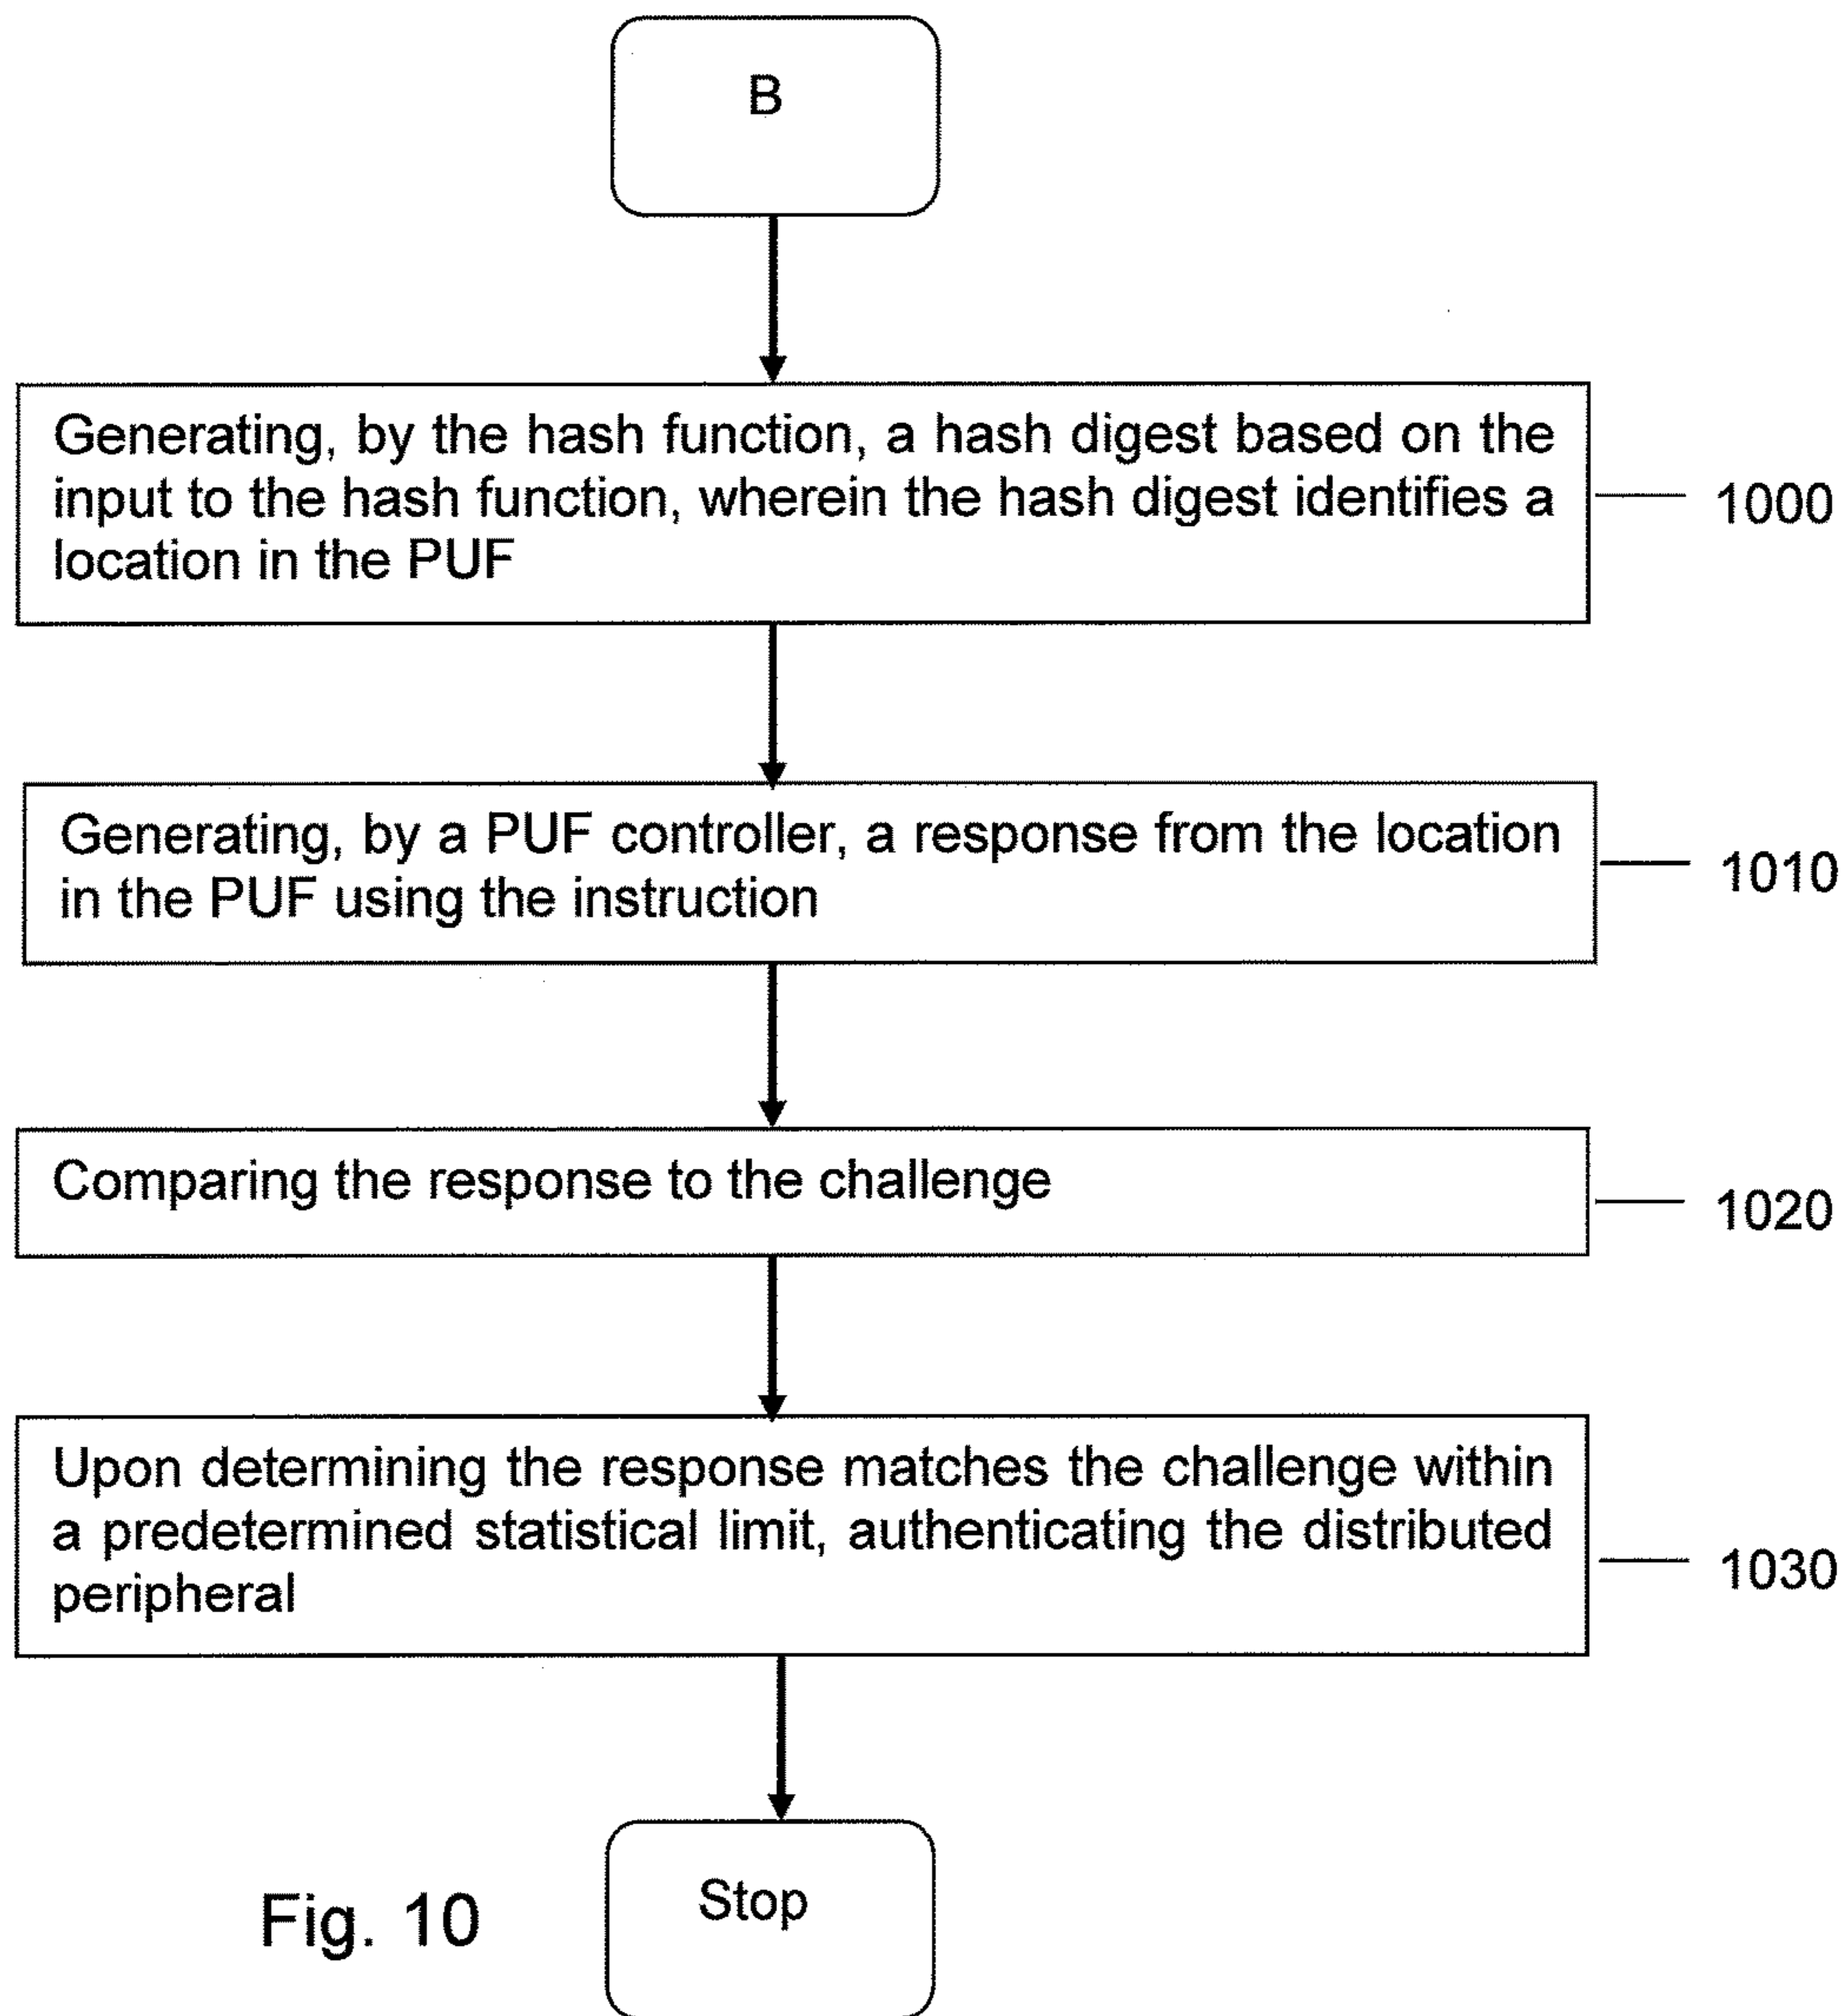 B
Generating, by the hash function, a hash digest based on the
input to the hash function, wherein the hash digest identifies a
location in the PUF
1000
Generating, by a PUF controller, a response from the location
in the PUF using the instruction
1010
Comparing the response to the challenge
1020
Upon determining the response matches the challenge within
a predetermined statistical limit, authenticating the distributed
peripheral
1030
Stop
Fig. 10